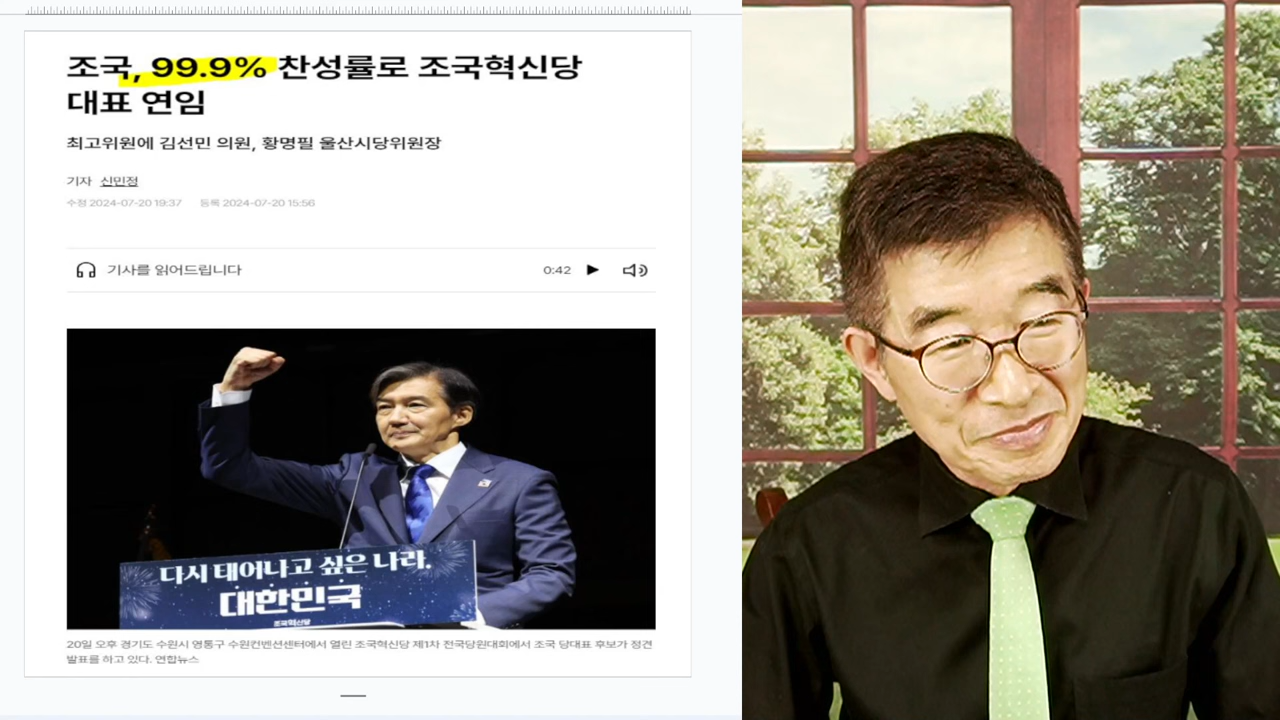 조국, 99.9% 찬성률로 조국혁신당
대표 연임
최고위원에 김선민 의원, 황명필 울산시당위원장
기자 신민정
수정 2024-07-20 19:37 등록 2024-07-20 15:56
기사를 읽어드립니다
0:42
다시 태어나고 싶은 나라,
대한민국
조국혁신당
20일 오후 경기도 수원시 영통구 수원컨벤션센터에서 열린 조국혁신당 제1차 전국당원대회에서 조국 당대표 후보가 정견
발표를 하고 있다. 연합뉴스